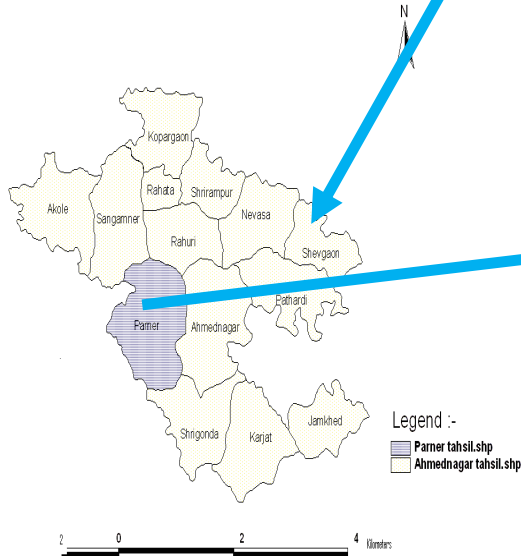 N
Kopargaon
Rahata
Shrirampur
Akole
Sangamner
Nevasa
Rahuri
Shevgaon
Pathardi
Parner
Ahmednagar
Jamkhed
Shrigonda
Karjat
Legend :-
Parner tahsil.shp
Ahmednagar tahsil.shp
2 0 2 4 Kilometers